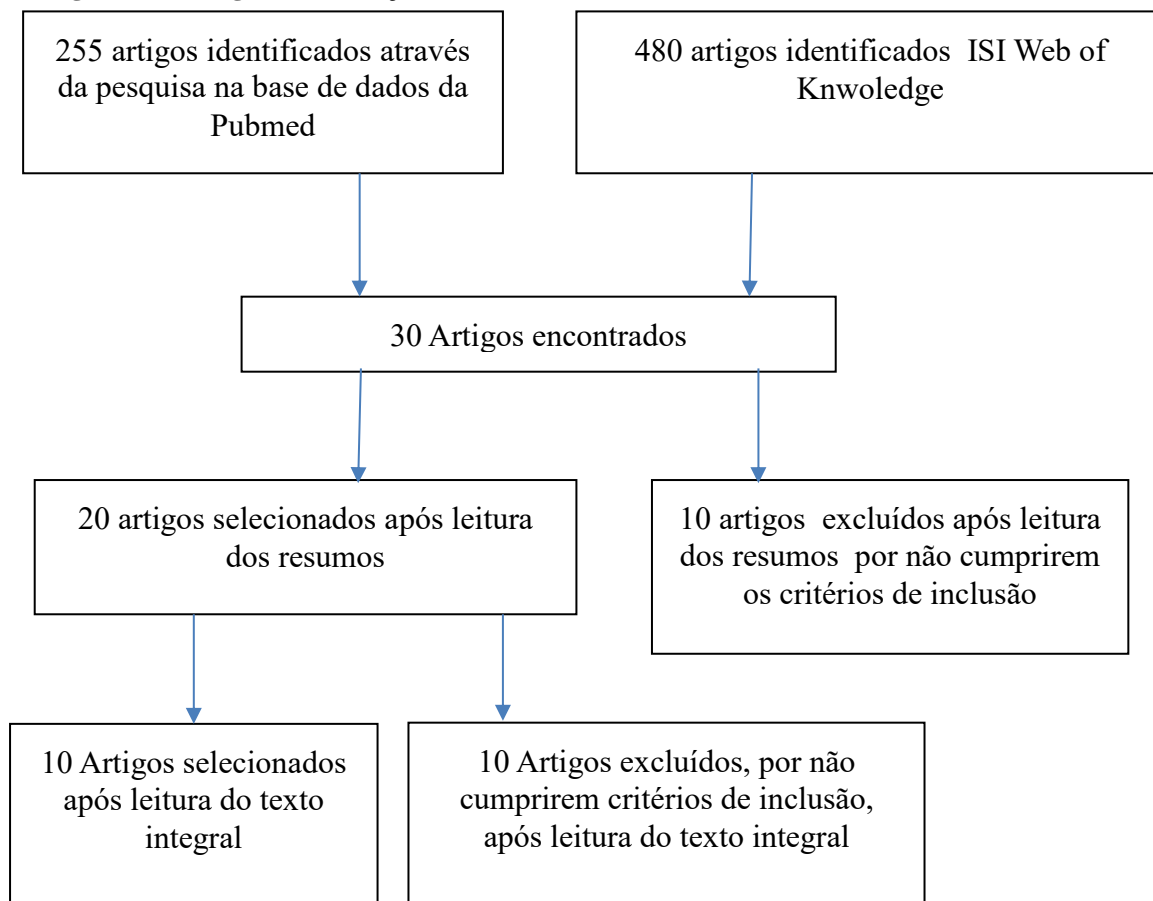 255 artigos identificados através
da pesquisa na base de dados da
Pubmed
480 artigos identificados ISI Web of
Knwoledge
30 Artigos encontrados
20 artigos selecionados após leitura
dos resumos
10 artigos excluídos após leitura
dos resumos por não cumprirem
os critérios de inclusão
10 Artigos selecionados
após leitura do texto
integral
10 Artigos excluídos, por não
cumprirem critérios de inclusão,
após leitura do texto integral